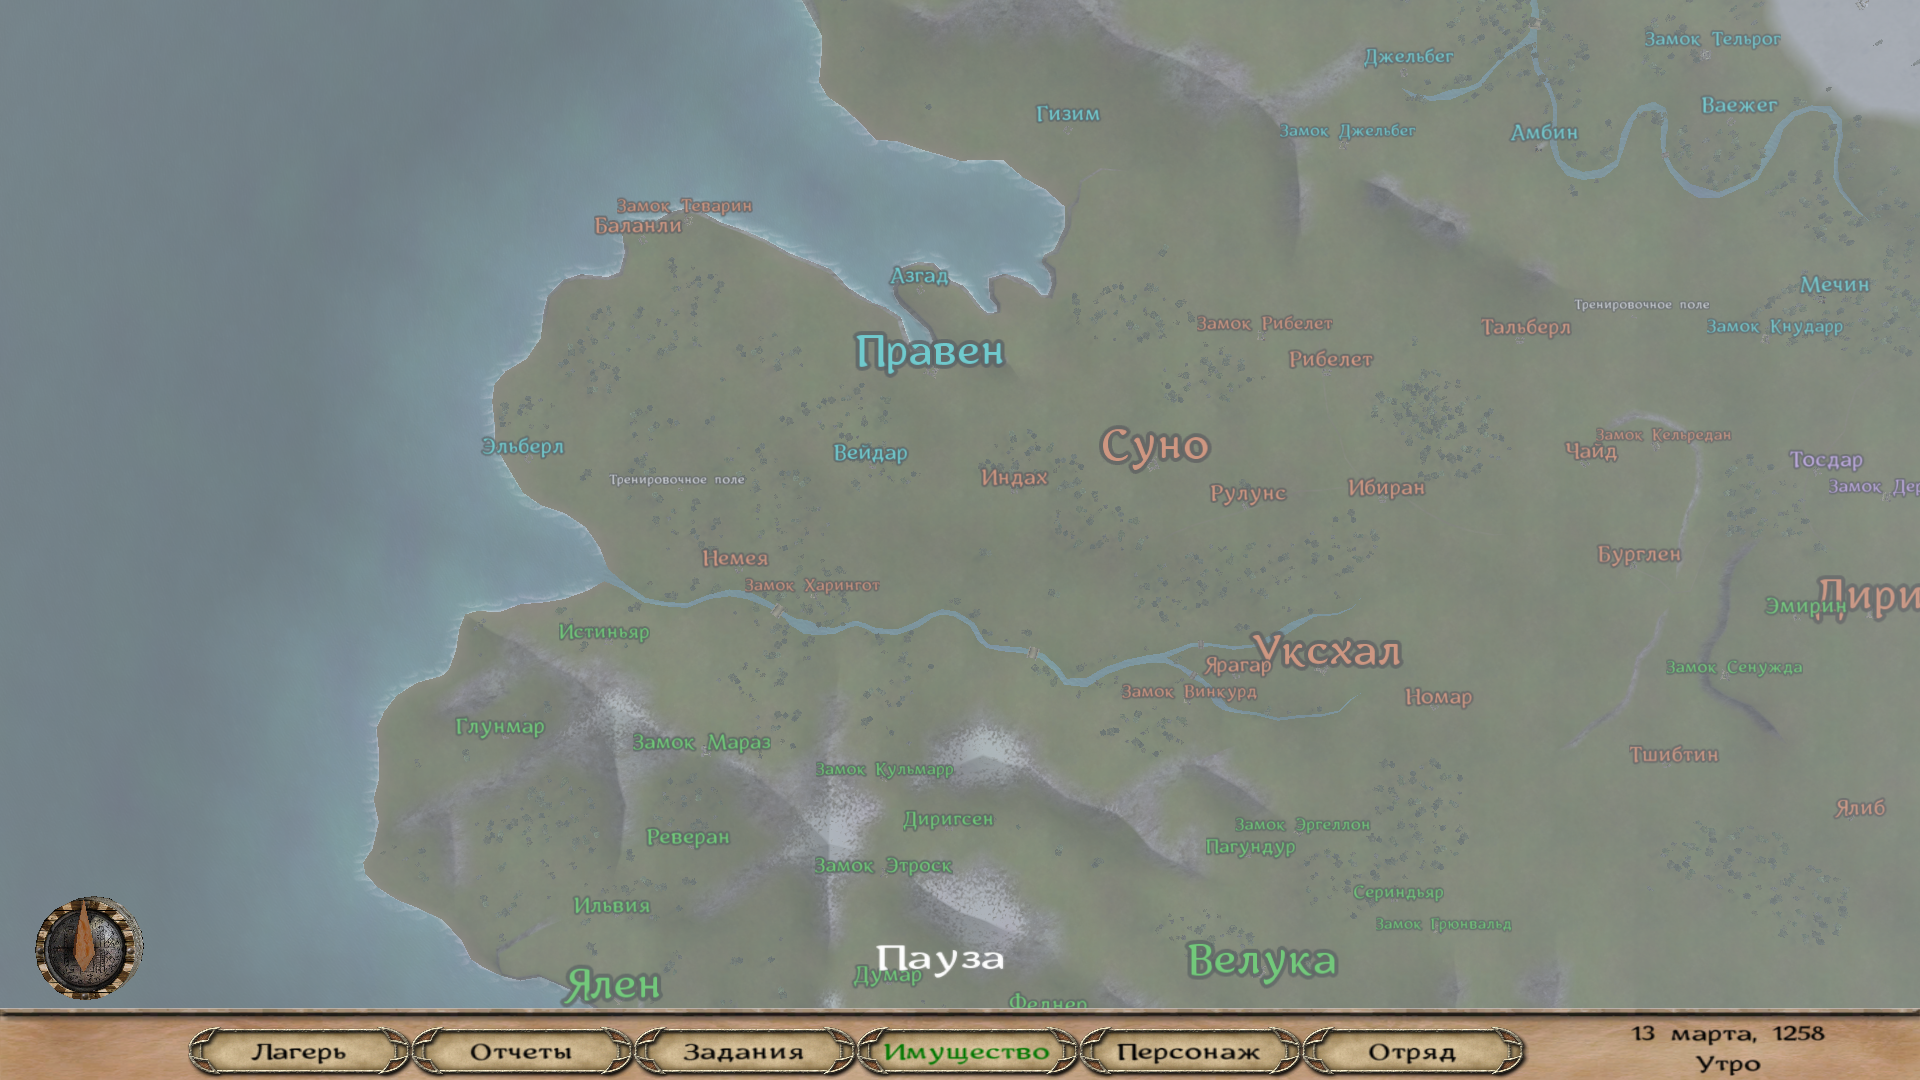 Замок Тельрог
Джельбег
Ваежег
Гизим
Замок Джельбег
Амбин
Замок Теварин
Баланли
Азгад
Мечин
Тренировочное поле
Замок Рибелет
Тальберл
Замок Кнударр
Правен
Рибелет
Эльберл
Вейдар
Суно
Замок Кельредан
Чайд
Тосдар
Тренировочное поле
Индах
Рулунс
Ибиран
Замок Дер
Немея
Замок Харингот
Бурглен
Дири
Эмирин
Истиньяр
Уксхал
Ярагар
Замок Сенужда
Замок Винкурд
Номар
Глунмар
Замок Мараз
Тшибтин
Замок Кульмарр
Ялиб
Диригсен
Замок Эргеллон
Реверан
Пагундур
Замок Этроск
Сериндьяр
Ильвия
Замок Грюнвальд
Пауза
Велука
Думар
Ялен
Феднер
Лагерь
Отчеты
Задания
Имущество
Персонаж
Отряд
13 марта, 1258
Утро